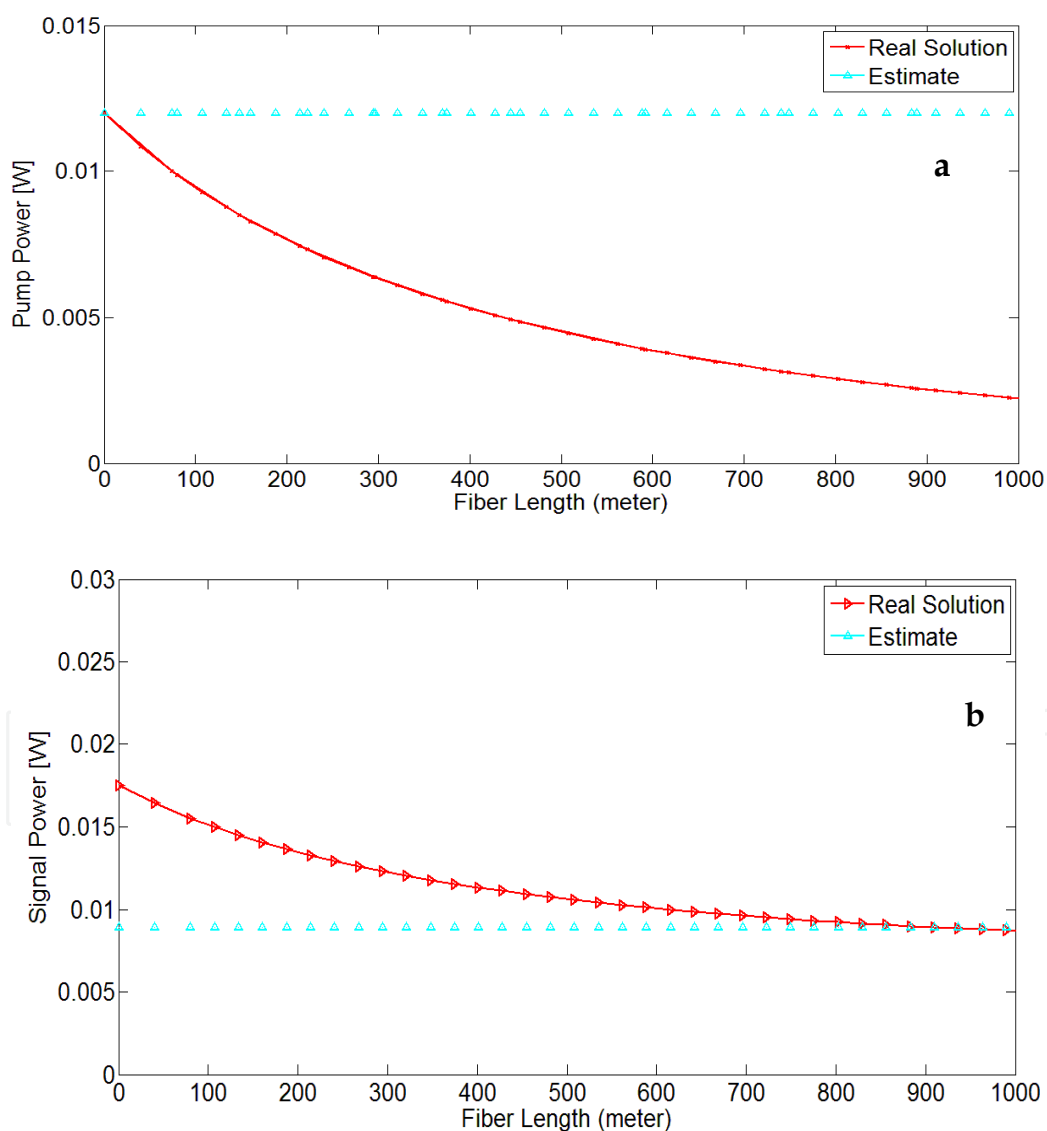 0.015
Real Solution
Estimate
a
0.01
Pump Power [W]
0.005
0
0 100 200 300 400 500 600 700 800 900 1000
Fiber Length (meter)
0.03
Real Solution
Estimate
0.025
b
0.02
Signal Power [W]
0.015
0.01
0.005
0
0 100 200 300 400 500 600 700 800 900 1000
Fiber Length (meter)